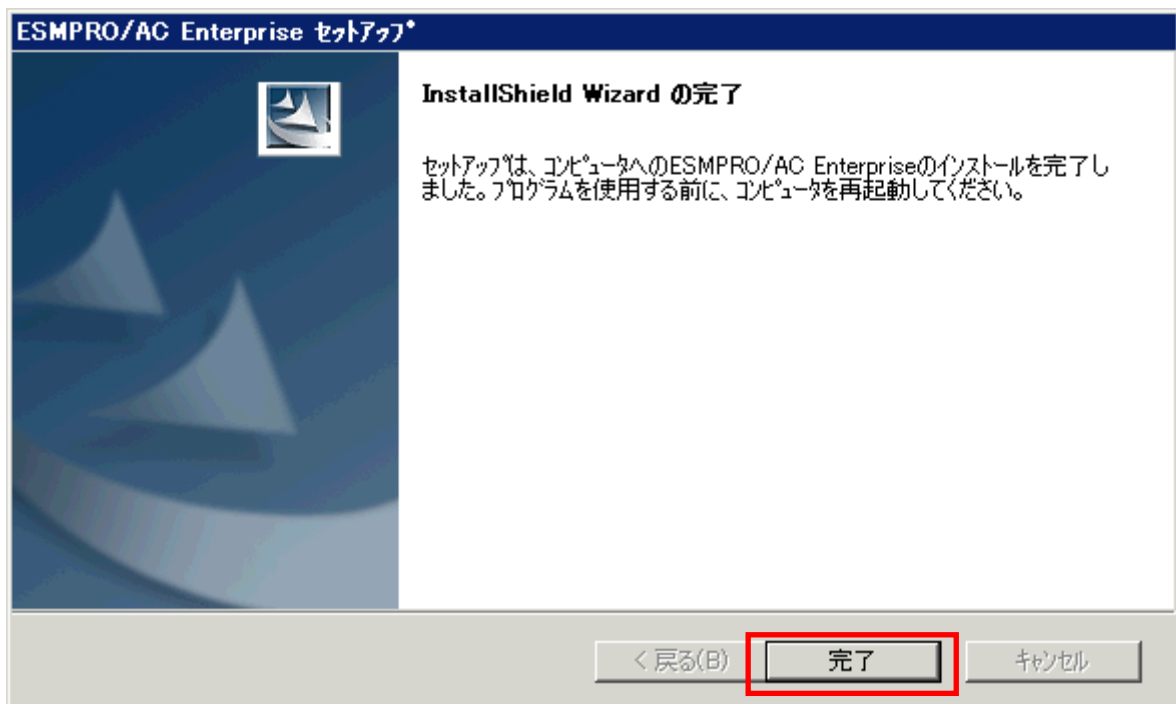 ESMPRO/AC Enterprise ｾｯﾄｱｯﾌﾟ
InstallShield Wizard の完了
ｾｯﾄｱｯﾌﾟは、ｺﾝﾋﾟｭｰﾀへのESMPRO/AC Enterpriseのｲﾝｽﾄｰﾙを完了し
ました。ﾌﾟﾛｸﾞﾗﾑを使用する前に、ｺﾝﾋﾟｭｰﾀを再起動してください。
< 戻る(B)
完了
ｷｬﾝｾﾙ